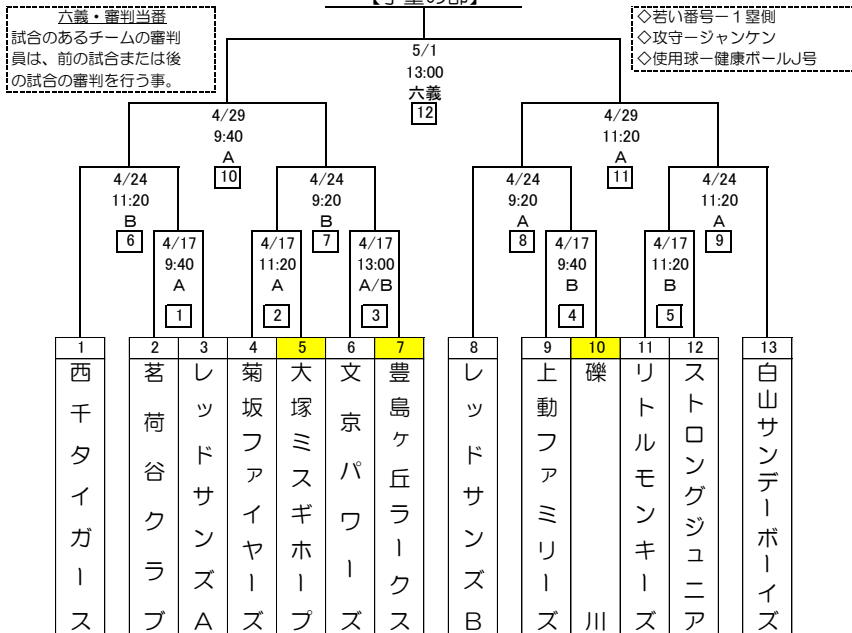 【学童の部】
六義・審判当番
試合のあるチームの審判
員は、前の試合または後
の試合の審判を行う事。
◇若い番号－１塁側
◇攻守－ジャンケン
◇使用球－健康ボールJ号
5/1
13:00
六義
12
4/29
9:40
A
10
4/29
11:20
A
11
4/24
11:20
B
6
4/24
9:20
B
7
4/24
9:20
A
8
4/24
11:20
A
9
4/17
9:40
A
1
4/17
11:20
A
2
4/17
13:00
A/B
3
4/17
9:40
B
4
4/17
11:20
B
5
1
西千タイガース
2
茗荷谷クラブ
3
レッドサンズA
4
菊坂ファイヤーズ
5
大塚ミスギホープ
6
文京パワーズ
7
豊島ヶ丘ラークス
8
レッドサンズB
9
上動ファミリーズ
10
礫川
11
リトルモンキーズ
12
ストロングジュニア
13
白山サンデーボーイズ